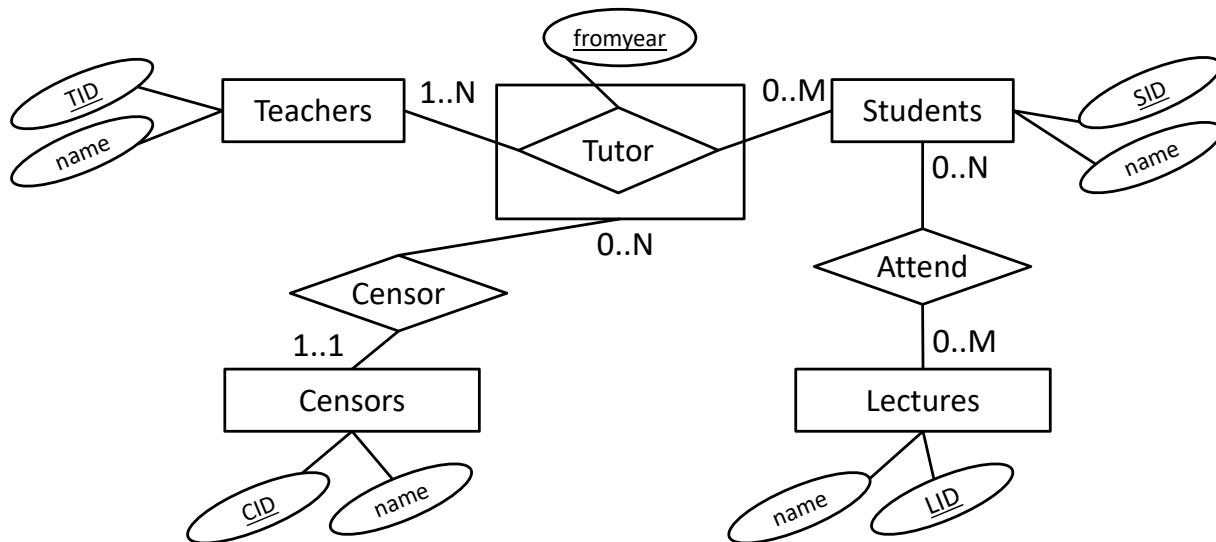 fromyear
TID
name
Teachers
1..N
Tutor
0..M
Students
SID
name
0..N
0..N
Censor
Attend
1..1
0..M
Censors
Lectures
CID
name
name
LID